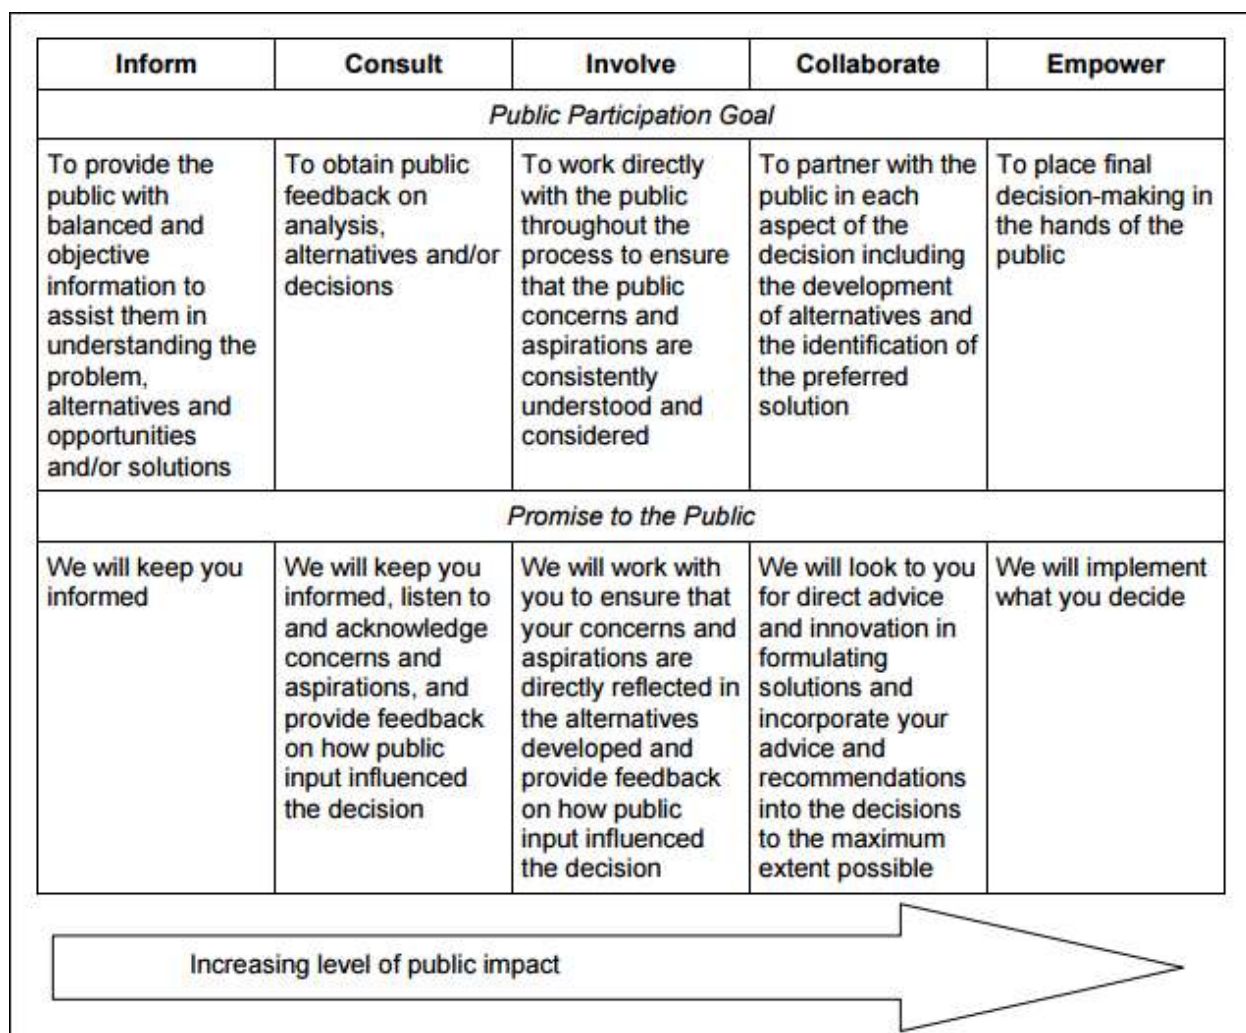 Inform
Consult
Involve
Collaborate
Empower
Public Participation Goal
To provide the
public with
balanced and
objective
information to
assist them in
understanding the
problem,
alternatives and
opportunities
and/or solutions
To obtain public
feedback on
analysis,
alternatives and/or
decisions
To work directly
with the public
throughout the
process to ensure
that the public
concerns and
aspirations are
consistently
understood and
considered
To partner with the
public in each
aspect of the
decision including
the development
of alternatives and
the identification of
the preferred
solution
To place final
decision-making in
the hands of the
public
Promise to the Public
We will keep you
informed
We will keep you
informed, listen to
and acknowledge
concerns and
aspirations, and
provide feedback
on how public
input influenced
the decision
We will work with
you to ensure that
your concerns and
aspirations are
directly reflected in
the alternatives
developed and
provide feedback
on how public
input influenced
the decision
We will look to you
for direct advice
and innovation in
formulating
solutions and
incorporate your
advice and
recommendations
into the decisions
to the maximum
extent possible
We will implement
what you decide
Increasing level of public impact